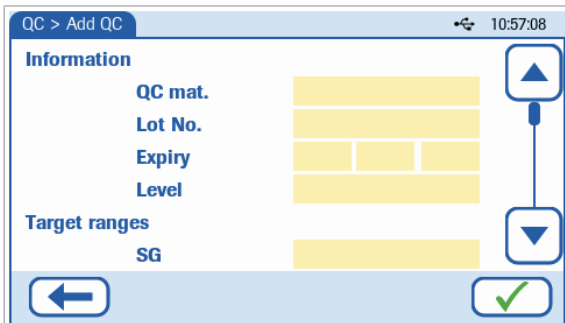 QC > Add QC 10:57:08
Information
QC mat.
Lot No.
Expiry
Level
Target ranges
SG